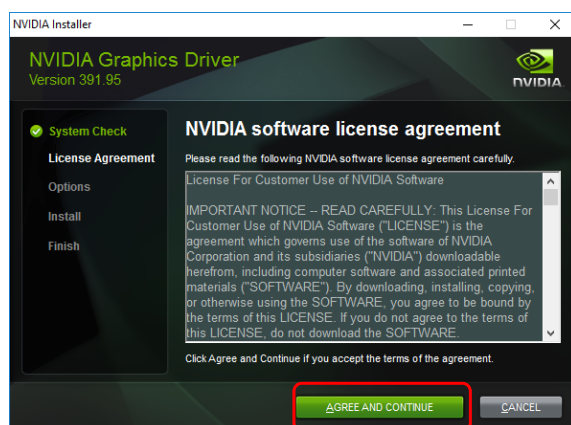 NVIDIA Installer
NVIDIA Graphics Driver
Version 391.95
NVIDIA
System Check
License Agreement
Options
Install
Finish
NVIDIA software license agreement
Please read the following NVIDIA software license agreement carefully.
License For Customer Use of NVIDIA Software
IMPORTANT NOTICE -- READ CAREFULLY: This License For
Customer Use of NVIDIA Software ("LICENSE") is the
agreement which governs use of the software of NVIDIA
Corporation and its subsidiaries ("NVIDIA") downloadable
herefrom, including computer software and associated printed
materials ("SOFTWARE"). By downloading, installing, copying,
or otherwise using the SOFTWARE, you agree to be bound by
the terms of this LICENSE. If you do not agree to the terms of
this LICENSE, do not download the SOFTWARE.
Click Agree and Continue if you accept the terms of the agreement.
AGREE AND CONTINUE
CANCEL